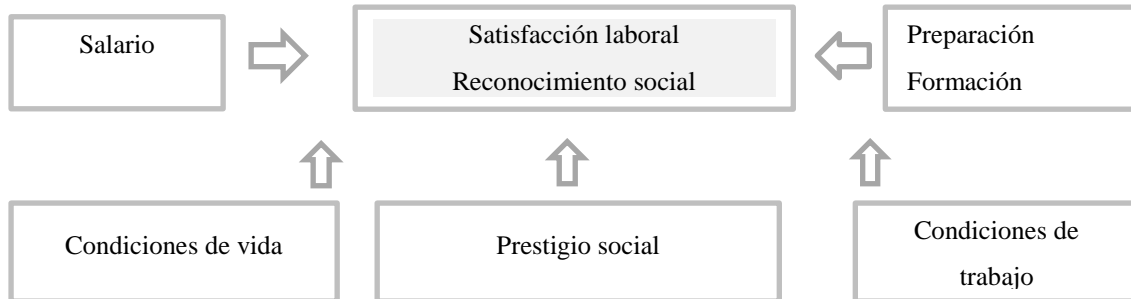 Salario
Satisfacción laboral
Reconocimiento social
Preparación
Formación
Condiciones de vida
Prestigio social
Condiciones de
trabajo